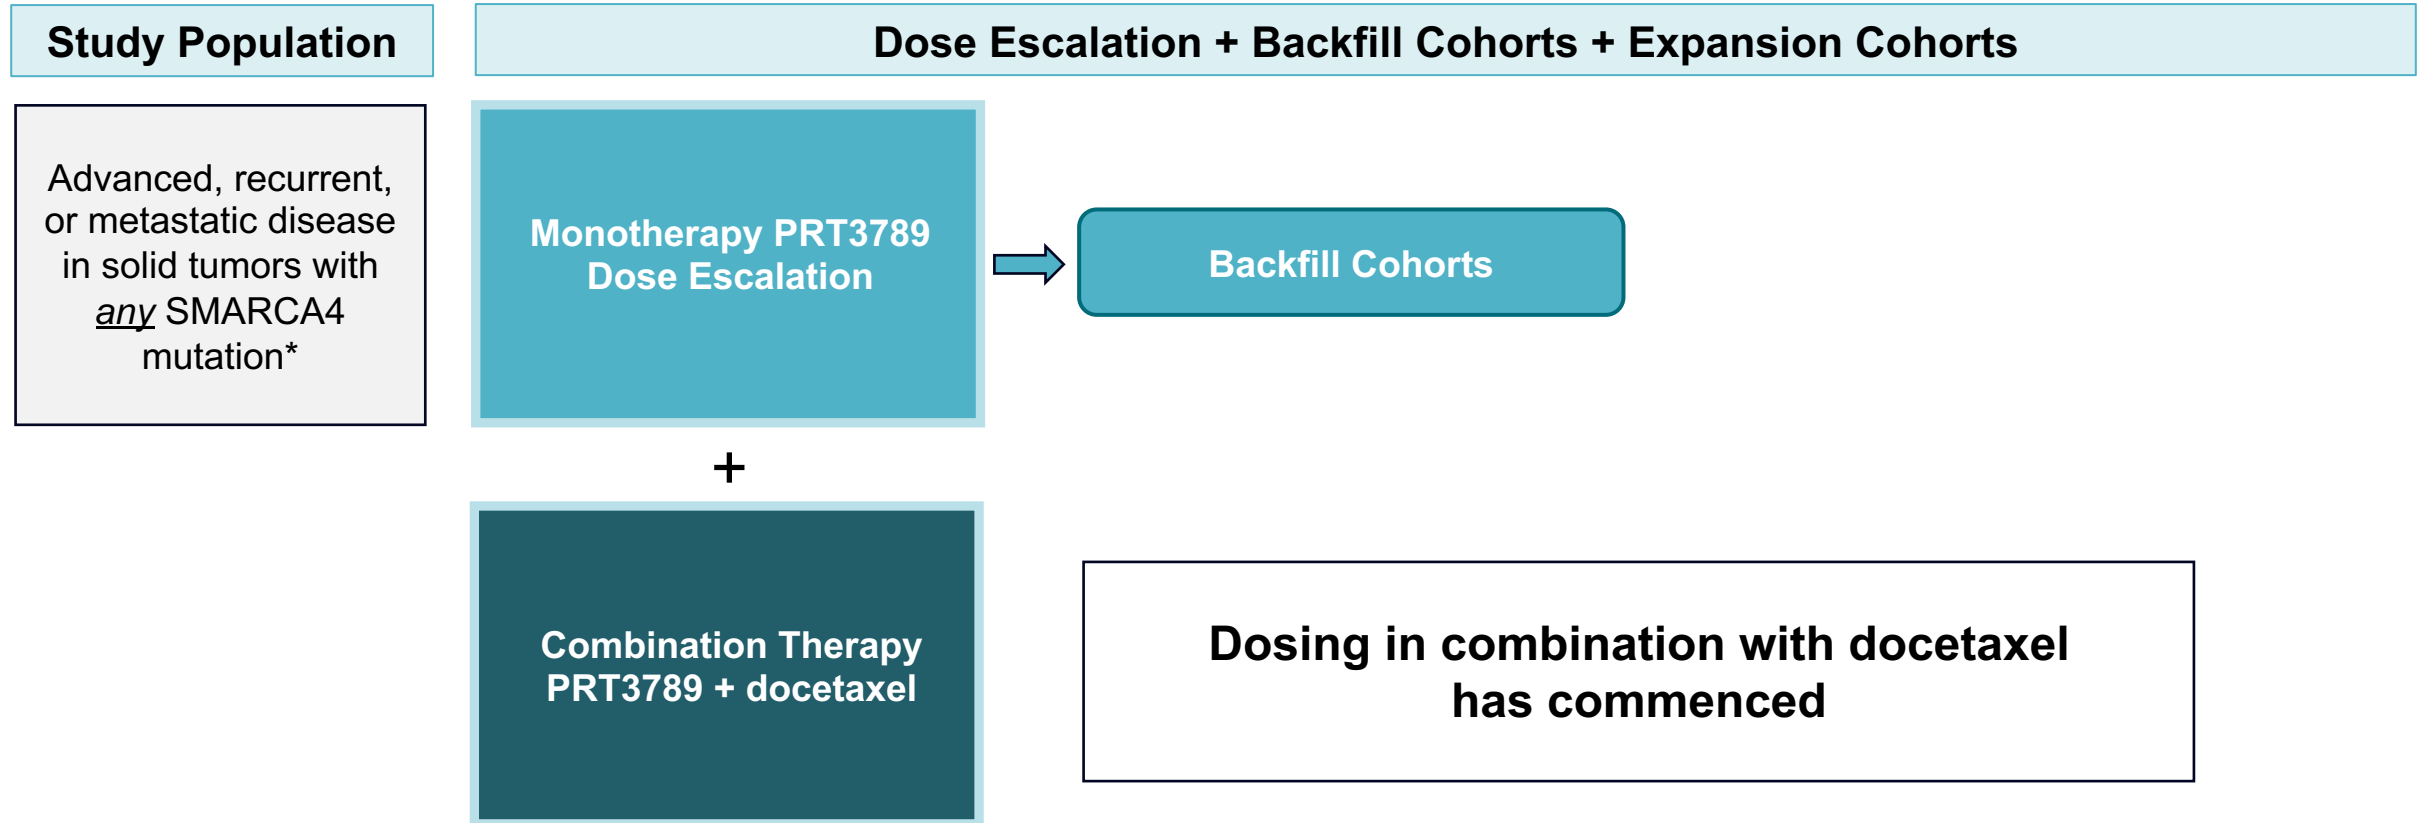 Study Population
Dose Escalation + Backfill Cohorts + Expansion Cohorts
Advanced, recurrent,
or metastatic disease
in solid tumors with
any SMARCA4
mutation*
Monotherapy PRT3789
Dose Escalation
Backfill Cohorts
+
Combination Therapy
PRT3789 + docetaxel
Dosing in combination with docetaxel
has commenced